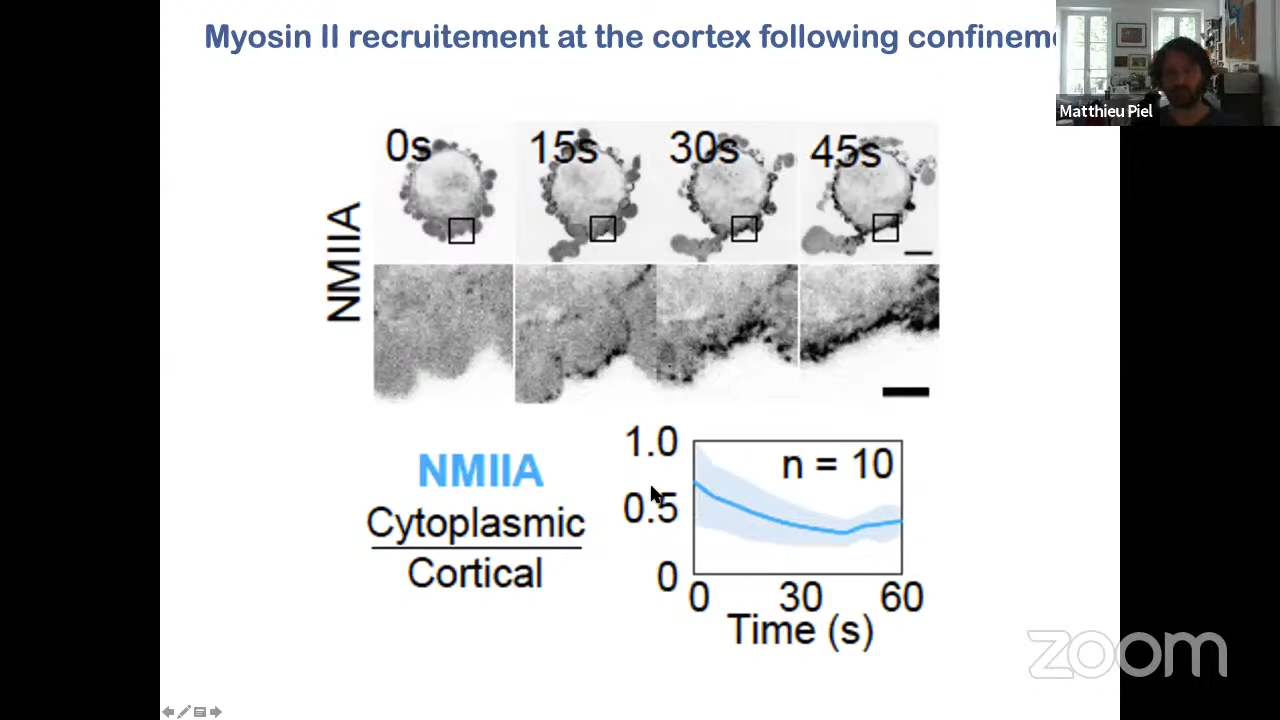 Myosin II recruitement at the cortex following confinem
Matthieu Piel
0s 15s 30s 45s
NMIIA
NMIIA
Cytoplasmic
Cortical
1.0
0.5
0
n = 10
0 30 60
Time (s)
zoom